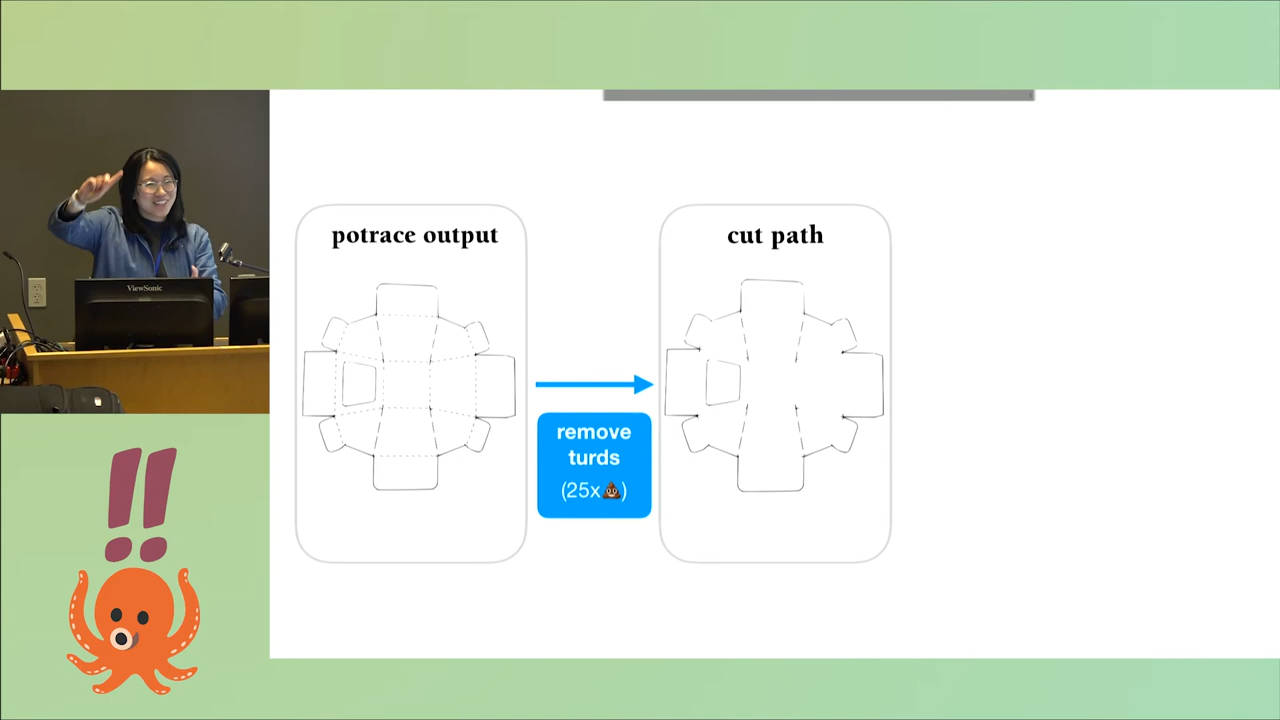 potrace output
cut path
remove
turds
(25x💩)
ViewSonic
!!